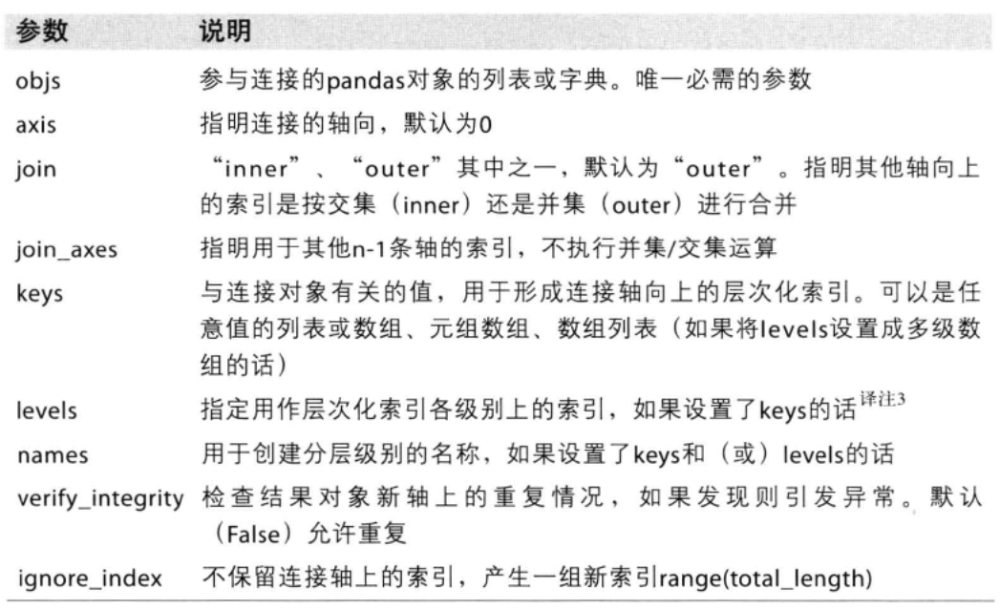 参数 说明
objs 参与连接的pandas对象的列表或字典。唯一必需的参数
axis 指明连接的轴向，默认为0
join “inner”、“outer”其中之一，默认为“outer”。指明其他轴向上
的索引是按交集（inner）还是并集（outer）进行合并
join_axes 指明用于其他n-1条轴的索引，不执行并集/交集运算
keys 与连接对象有关的值，用于形成连接轴向上的层次化索引。可以是任
意值的列表或数组、元组数组、数组列表（如果将levels设置成多级数
组的话）
levels 指定用作层次化索引各级别上的索引，如果设置了keys的话译注3
names 用于创建分层级别的名称，如果设置了keys和（或）levels的话
verify_integrity 检查结果对象新轴上的重复情况，如果发现则引发异常。默认
（False）允许重复
ignore_index 不保留连接轴上的索引，产生一组新索引range(total_length)